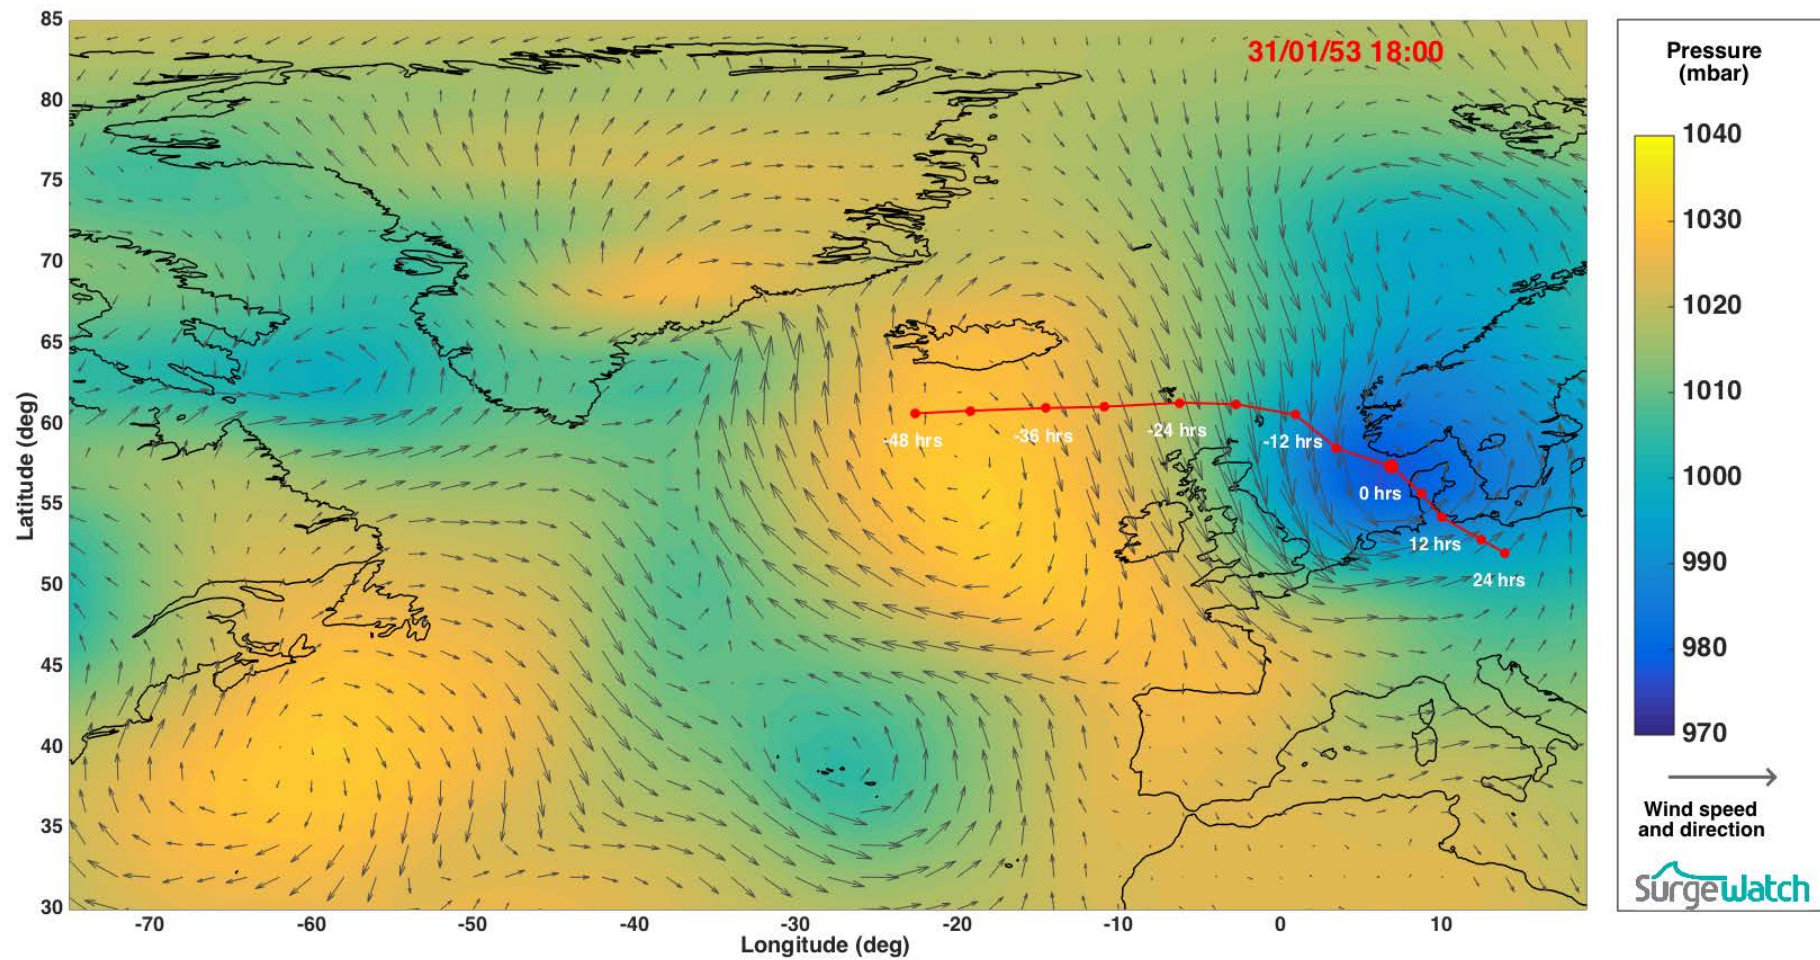 31/01/53 18:00
85
80
75
70
65
60
55
50
45
40
35
30
Latitude (deg)
-48 hrs
-36 hrs
-24 hrs
-12 hrs
0 hrs
12 hrs
24 hrs
-70
-60
-50
-40
-30
-20
-10
0
10
Longitude (deg)
Pressure
(mbar)
1040
1030
1020
1010
1000
990
980
970
Wind speed
and direction
SurgeWatch